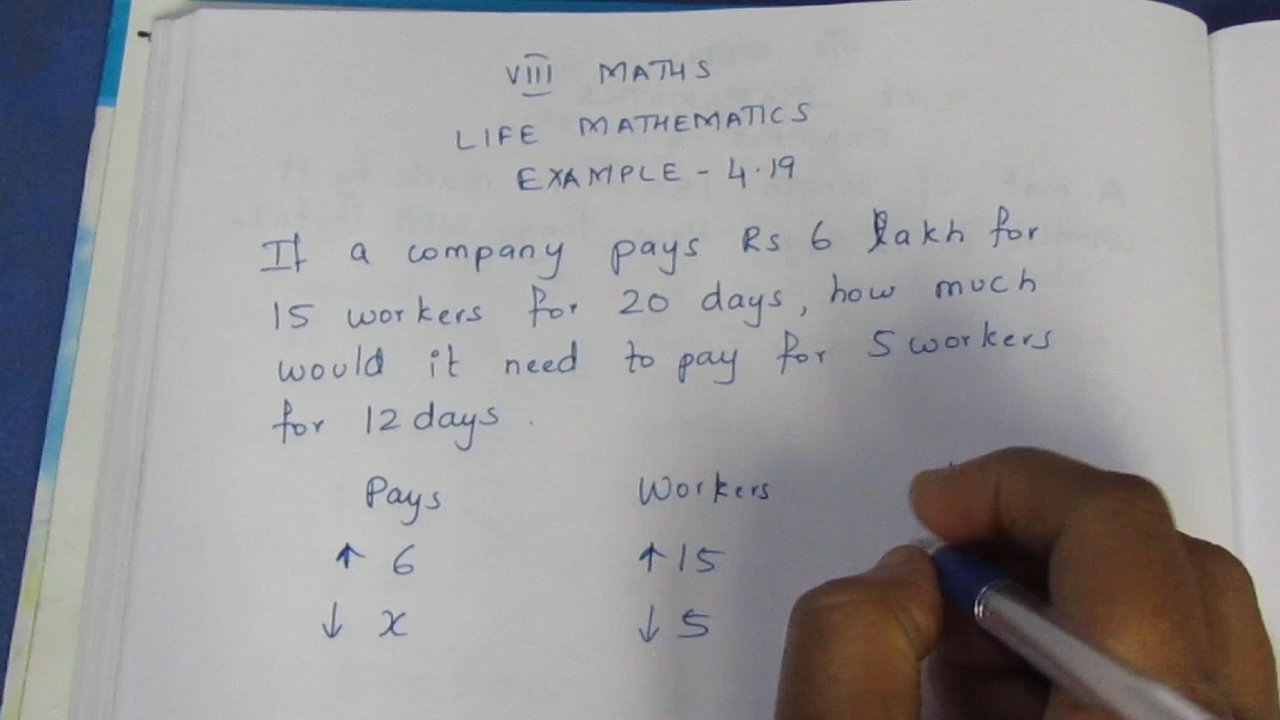 VIII MATHS
LIFE MATHEMATICS
EXAMPLE - 4.19
If a company pays Rs 6 lakh for
15 workers for 20 days, how much
would it need to pay for 5 workers
for 12 days.
Pays Workers
↑ 6 ↑ 15
↓ x ↓ 5